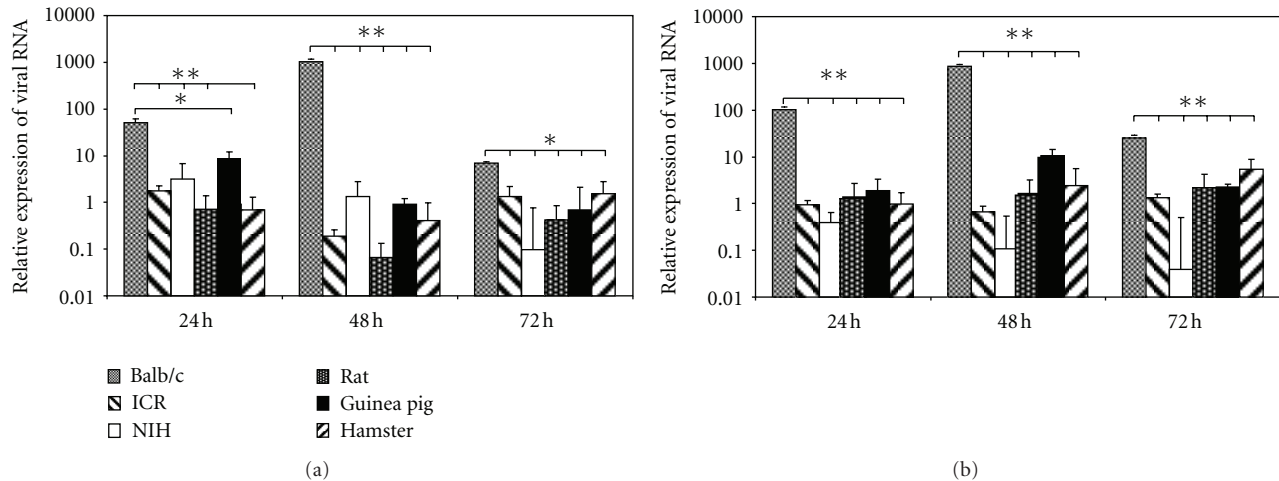 Relative expression of viral RNA
10000
1000
100
10
1
0.1
0.01
**
*
**
*
24 h
48 h
72 h
Balb/c
ICR
NIH
Rat
Guinea pig
Hamster
(a)
Relative expression of viral RNA
10000
1000
100
10
1
0.1
0.01
**
**
**
24 h
48 h
72 h
(b)